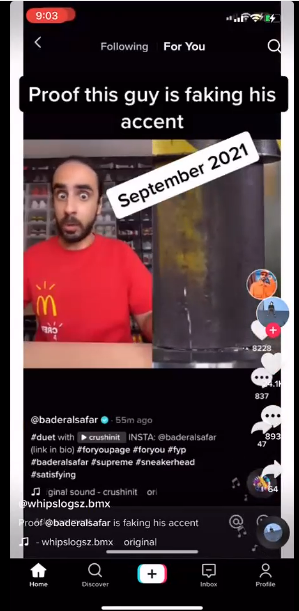 9:03
Following For You
Proof this guy is faking his
accent
September 2021
8228
837
893
47
64
@baderalsafar · 55m ago
#duet with crushinit INSTA: @baderalsafar
(link in bio) #foryoupage #foryou #fyp
#baderalsafar #supreme #sneakerhead
#satisfying
iginal sound - crushinit ori
@whipslogsz.bmx
Proof @baderalsafar is faking his accent
- whipslogsz.bmx original
Home Discover Inbox Profile